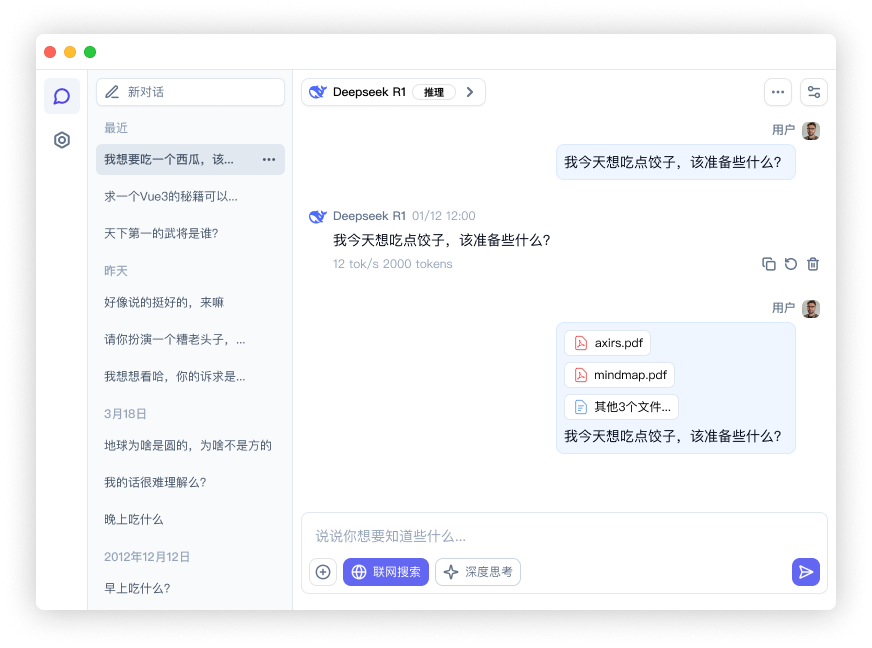 新对话
最近
我想要吃一个西瓜，该...
求一个Vue3的秘籍可以...
天下第一的武将是谁?
昨天
好像说的挺好的，来嘛
请你扮演一个糟老头子，...
我想想看哈，你的诉求是...
3月18日
地球为啥是圆的，为啥不是方的
我的话很难理解么?
晚上吃什么
2012年12月12日
早上吃什么?
Deepseek R1 推理
用户
我今天想吃点饺子，该准备些什么?
Deepseek R1 01/12 12:00
我今天想吃点饺子，该准备些什么?
12 tok/s 2000 tokens
用户
axirs.pdf
mindmap.pdf
其他3个文件...
我今天想吃点饺子，该准备些什么?
说说你想要知道些什么...
联网搜索 深度思考